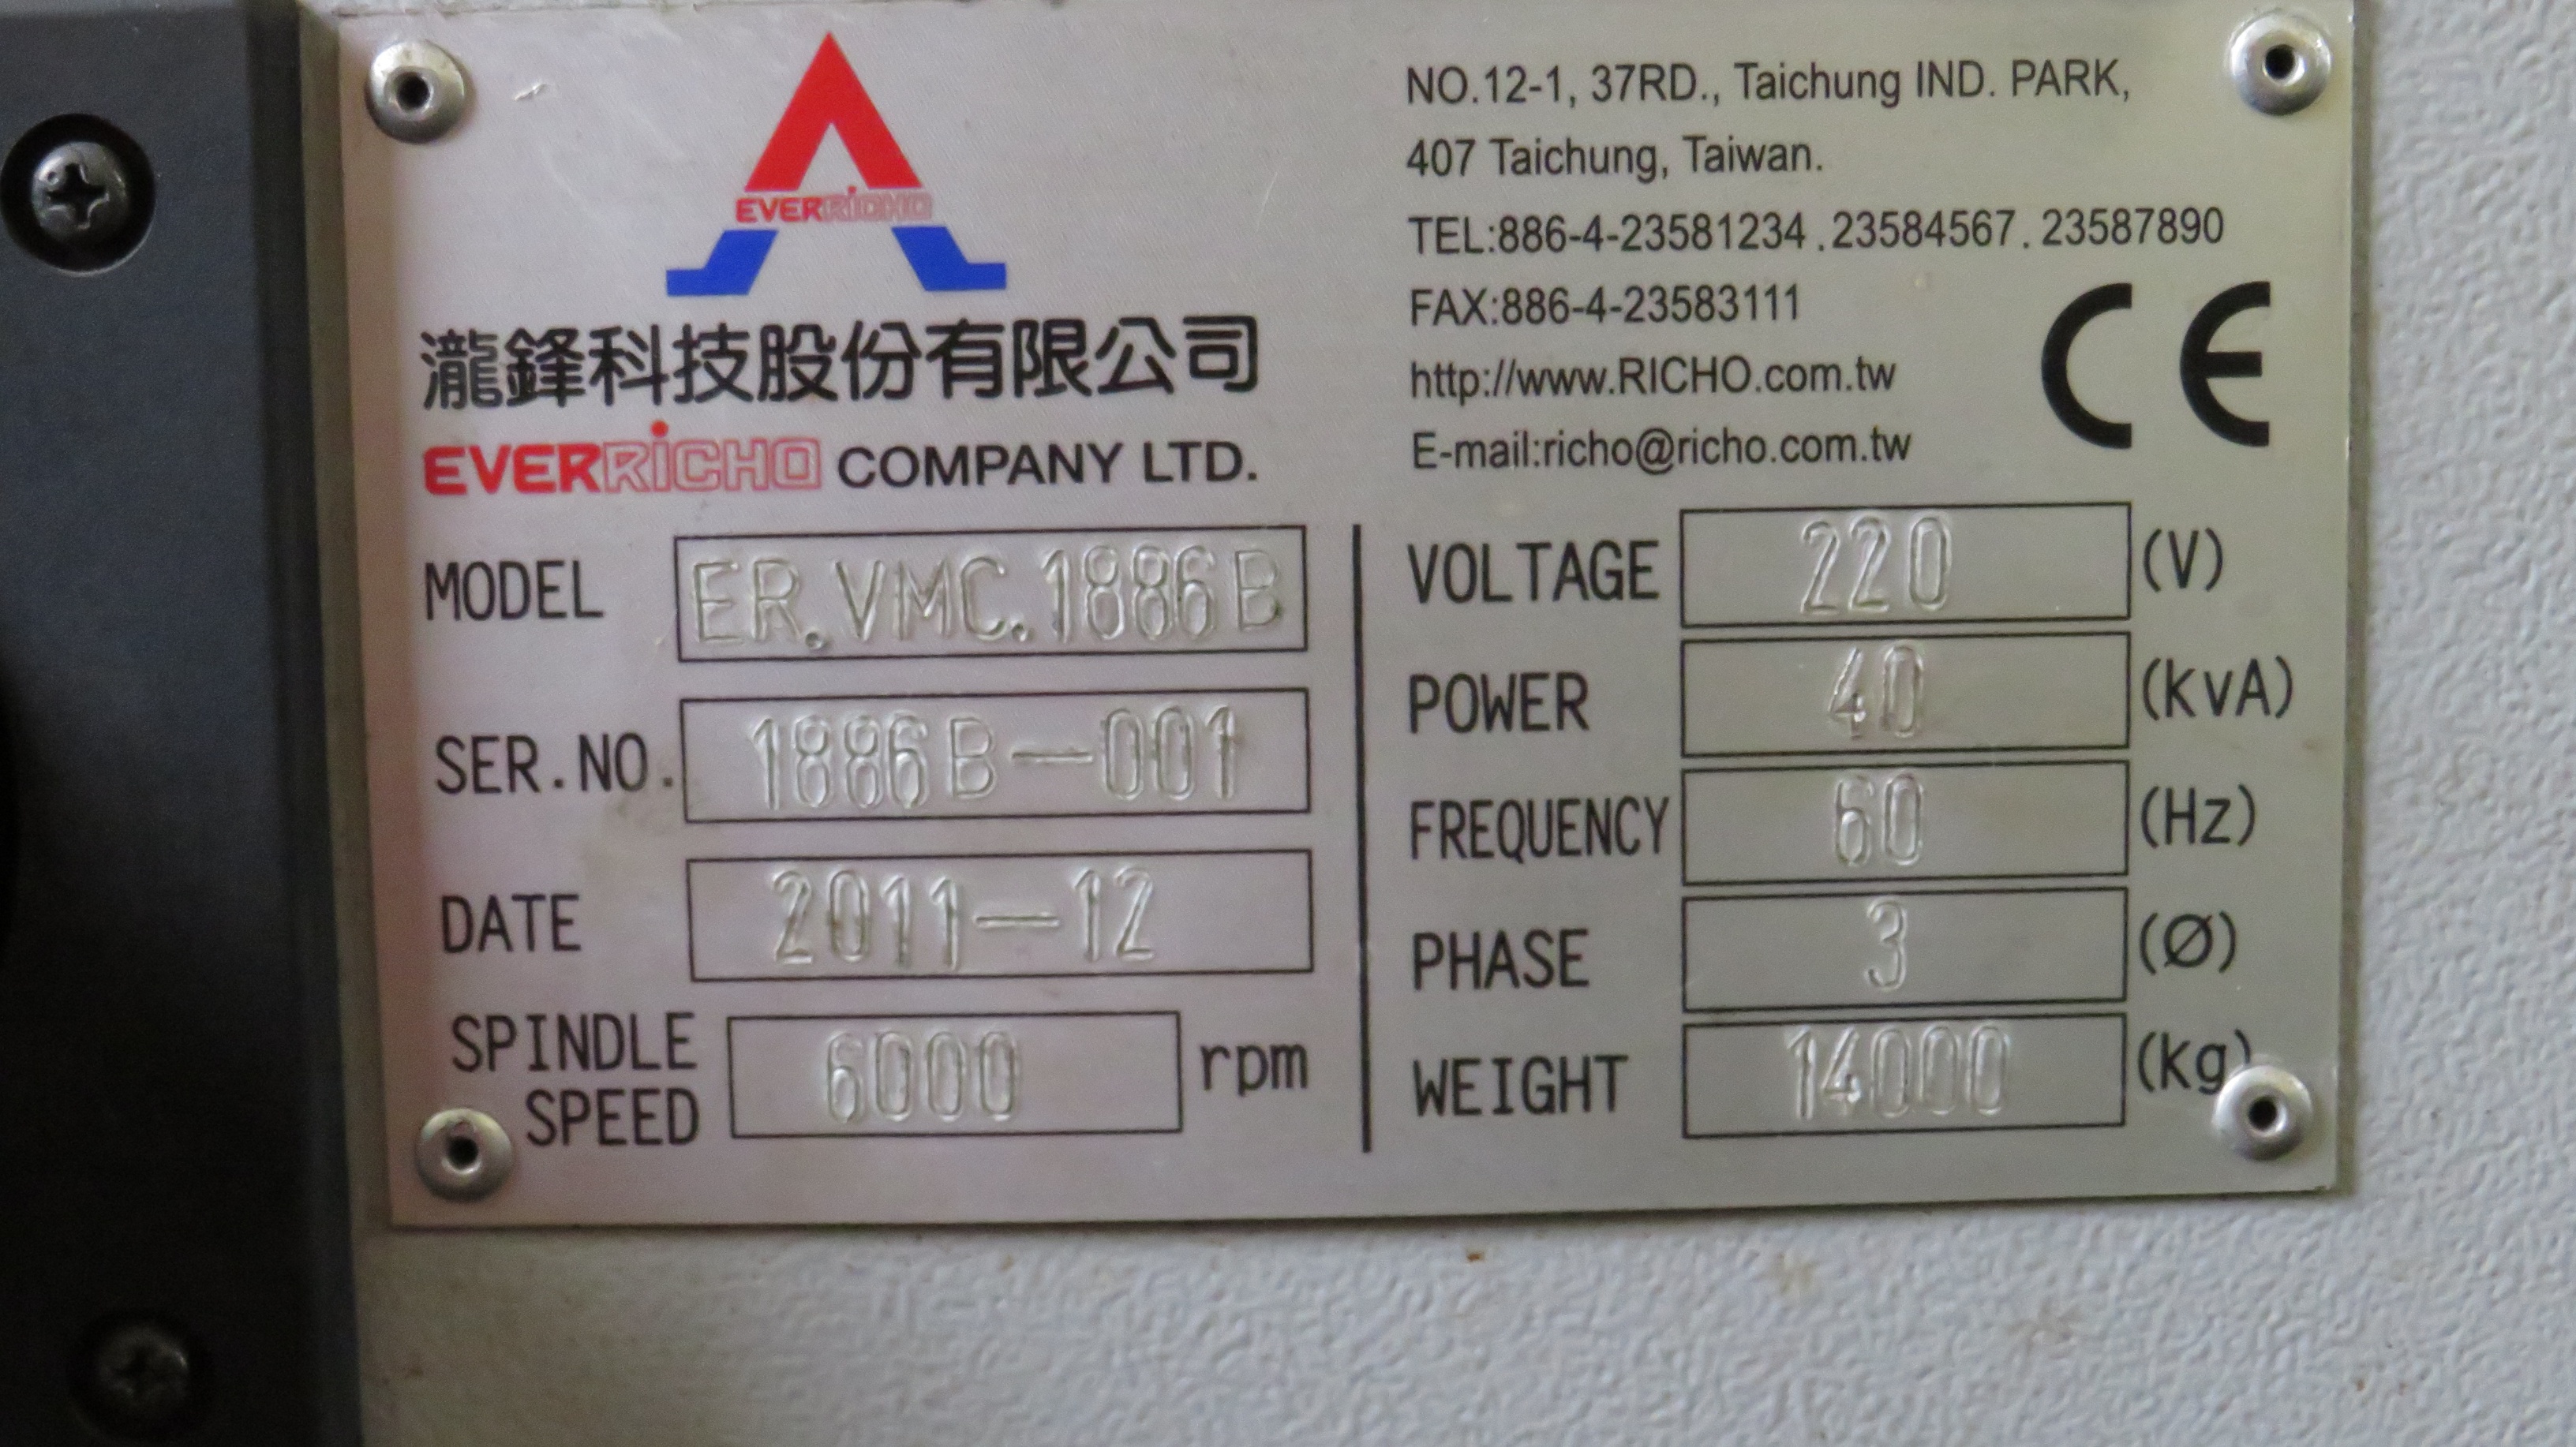 EVERRiCHO
瀧鋒科技股份有限公司
EVERRiCHO COMPANY LTD.
MODEL ER.VMC.1886B
SER.NO. 1886B-001
DATE 2011-12
SPINDLE SPEED 6000 rpm
NO.12-1, 37RD., Taichung IND. PARK,
407 Taichung, Taiwan.
TEL:886-4-23581234 . 23584567 . 23587890
FAX:886-4-23583111
http://www.RICHO.com.tw
E-mail:richo@richo.com.tw
CE
VOLTAGE 220 (V)
POWER 40 (KvA)
FREQUENCY 60 (Hz)
PHASE 3 (Ø)
WEIGHT 14000 (kg)